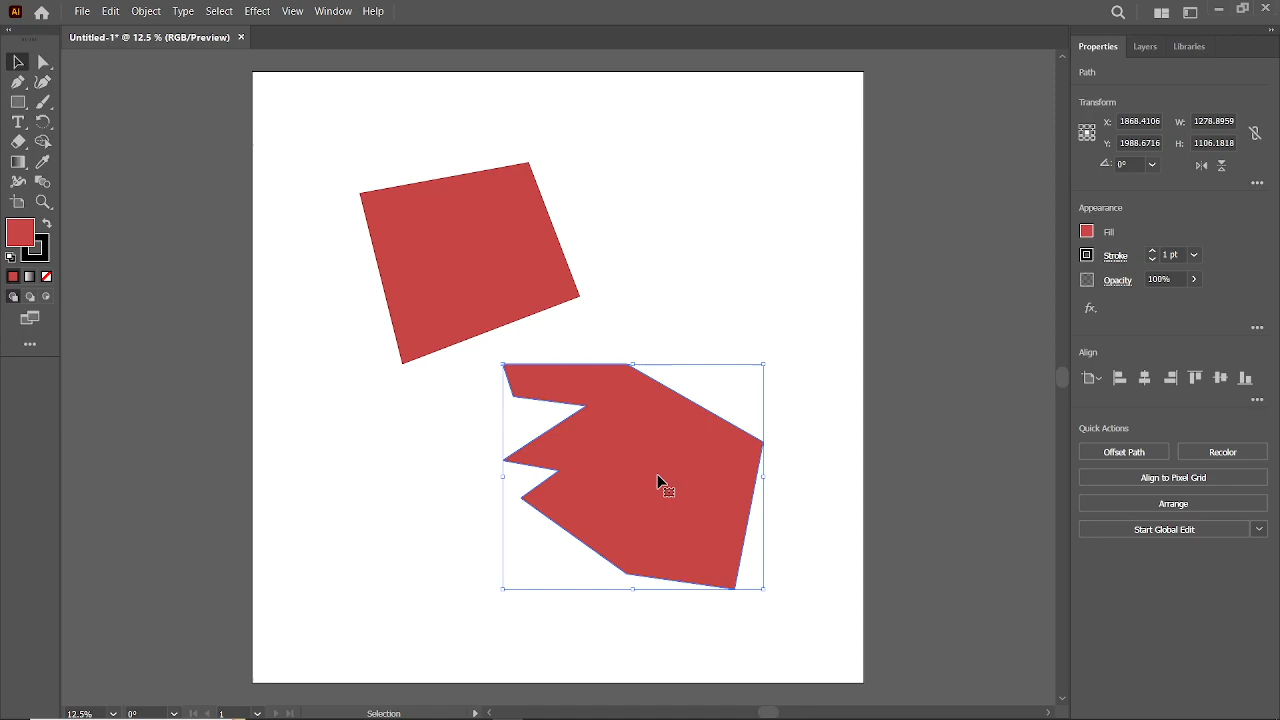 Ai File Edit Object Type Select Effect View Window Help
Untitled-1* @ 12.5 % (RGB/Preview) ×
Properties Layers Libraries
Path
Transform
X: 1868.4106 W: 1278.8959
Y: 1988.6716 H: 1106.1818
0°
Appearance
Fill
Stroke 1 pt
Opacity 100%
fx.
Align
Quick Actions
Offset Path Recolor
Align to Pixel Grid
Arrange
Start Global Edit
12.5% 0° 1 Selection